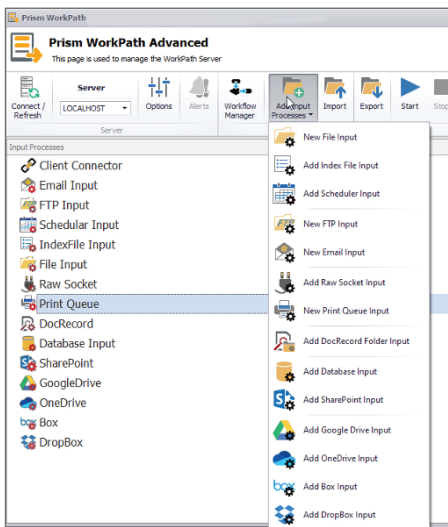 Prism WorkPath
Prism WorkPath Advanced
This page is used to manage the WorkPath Server
Connect /
Refresh
Server
LOCALHOST
Options
Alerts
Workflow
Manager
Add Input
Processes
Import
Export
Start
Stop
Server
Input Processes
Client Connector
Email Input
FTP Input
Schedular Input
IndexFile Input
File Input
Raw Socket
Print Queue
DocRecord
Database Input
SharePoint
GoogleDrive
OneDrive
Box
DropBox
New File Input
Add Index File Input
Add Scheduler Input
New FTP Input
New Email Input
Add Raw Socket Input
New Print Queue Input
Add DocRecord Folder Input
Add Database Input
Add SharePoint Input
Add Google Drive Input
Add OneDrive Input
Add Box Input
Add DropBox Input